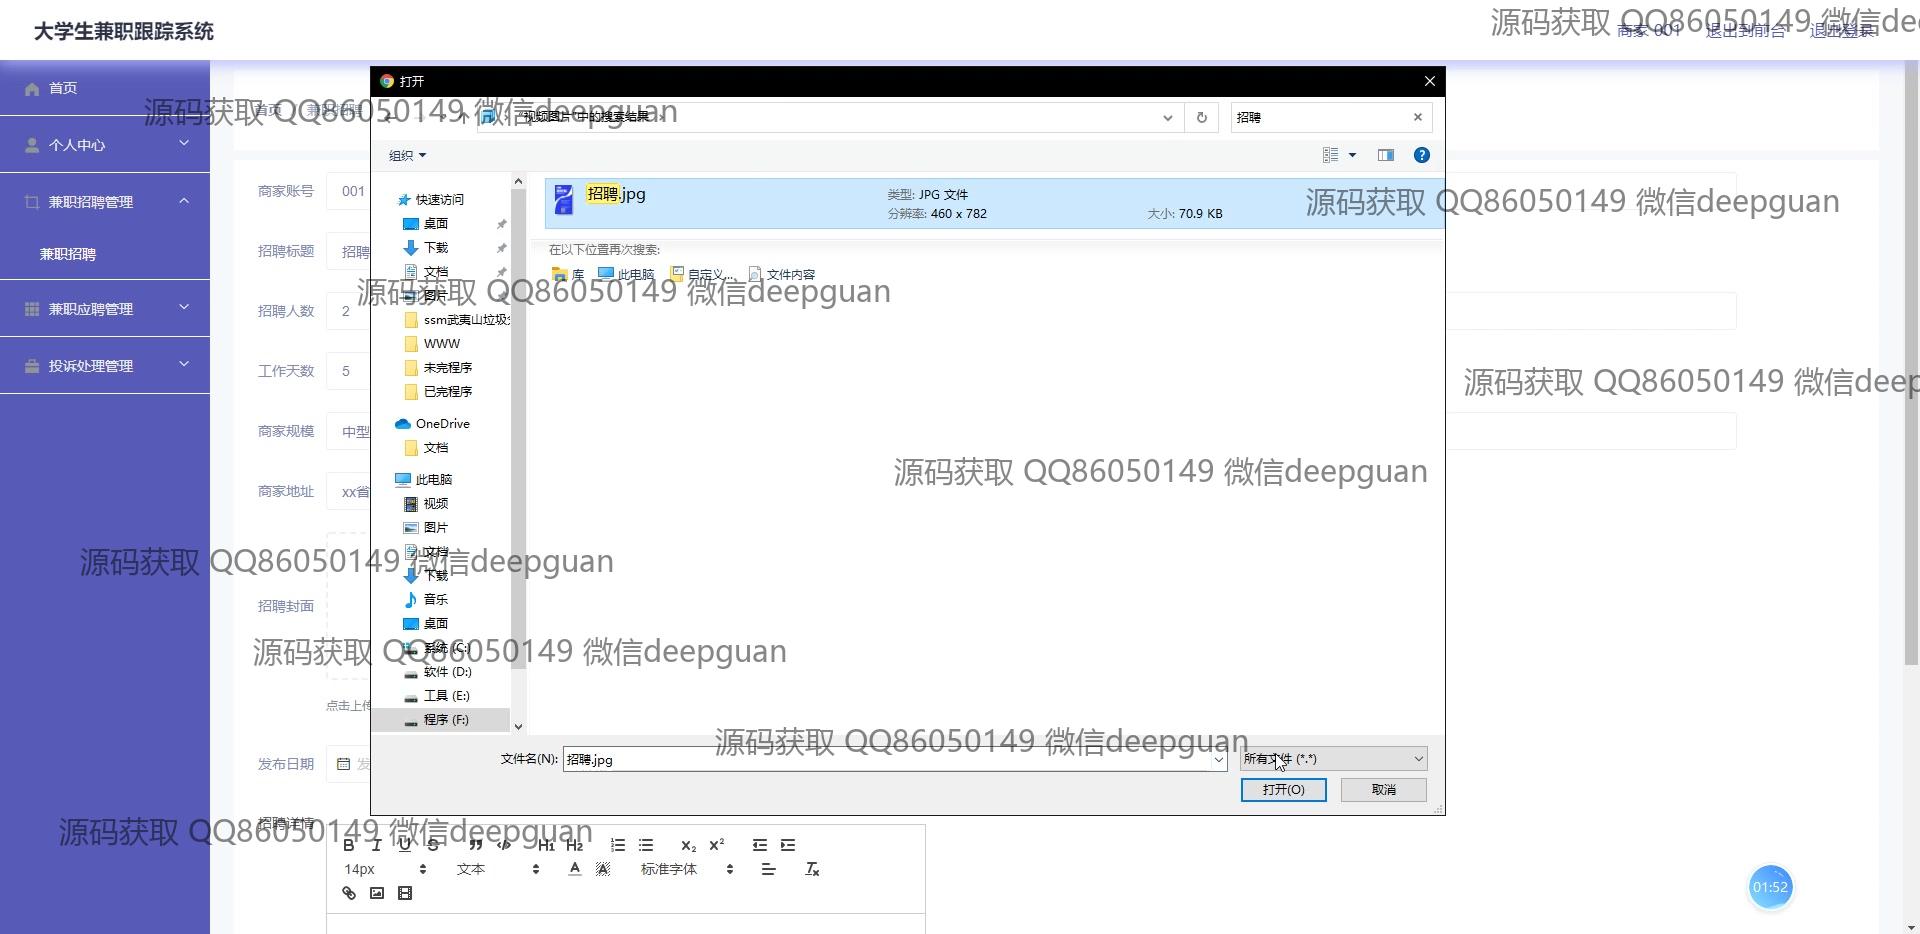 大学生兼职跟踪系统
源码获取 QQ86050149 微信dee
商家 001 退出到前台 退出登录
首页
个人中心
兼职招聘管理
兼职招聘
兼职应聘管理
投诉处理管理
首页 兼职招聘
源码获取 QQ86050149 微信deepguan
商家账号 001
招聘标题 招聘
招聘人数 2
工作天数 5
商家规模 中型
商家地址 xx省
招聘封面
点击上传
发布日期 发
招聘详情
打开
"视频图片"中的搜索结果
招聘
组织
快速访问
桌面
下载
文档
图片
ssm武夷山垃圾分
WWW
未完程序
已完程序
OneDrive
文档
此电脑
视频
图片
文档
下载
音乐
桌面
系统 (C:)
软件 (D:)
工具 (E:)
程序 (F:)
招聘.jpg
类型: JPG 文件
分辨率: 460 x 782
大小: 70.9 KB
源码获取 QQ86050149 微信deepguan
在以下位置再次搜索:
库 此电脑 自定义... 文件内容
源码获取 QQ86050149 微信deepguan
源码获取 QQ86050149 微信deep
源码获取 QQ86050149 微信deepguan
源码获取 QQ86050149 微信deepguan
源码获取 QQ86050149 微信deepguan
源码获取 QQ86050149 微信deepguan
文件名(N): 招聘.jpg
所有文件 (*.*)
打开(O) 取消
源码获取 QQ86050149 微信deepguan
B I U S H1 H2 X2 X2
14px 文本 A A 标准字体 Tx
01:52